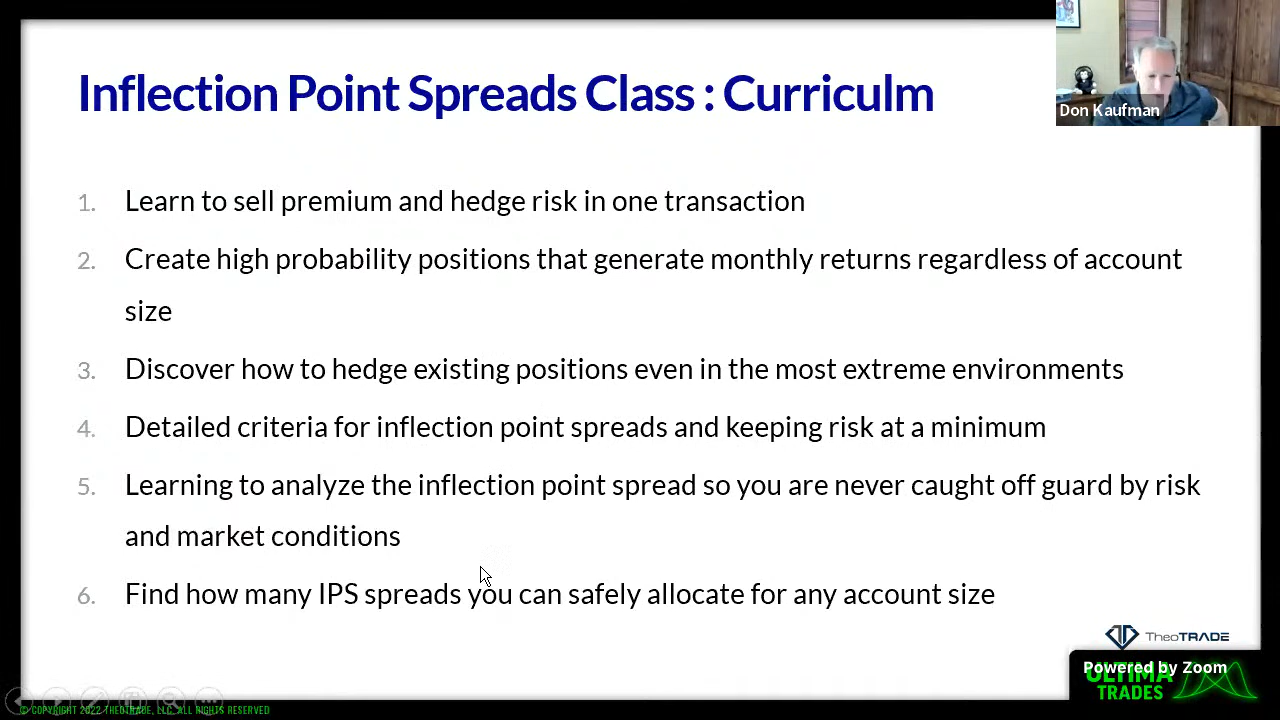 Inflection Point Spreads Class : Curriculm
Don Kaufman
1. Learn to sell premium and hedge risk in one transaction
2. Create high probability positions that generate monthly returns regardless of account
size
3. Discover how to hedge existing positions even in the most extreme environments
4. Detailed criteria for inflection point spreads and keeping risk at a minimum
5. Learning to analyze the inflection point spread so you are never caught off guard by risk
and market conditions
6. Find how many IPS spreads you can safely allocate for any account size
TheoTRADE
Powered by Zoom
ULTIMA
TRADES
© COPYRIGHT 2022 THEOTRADE, LLC. ALL RIGHTS RESERVED